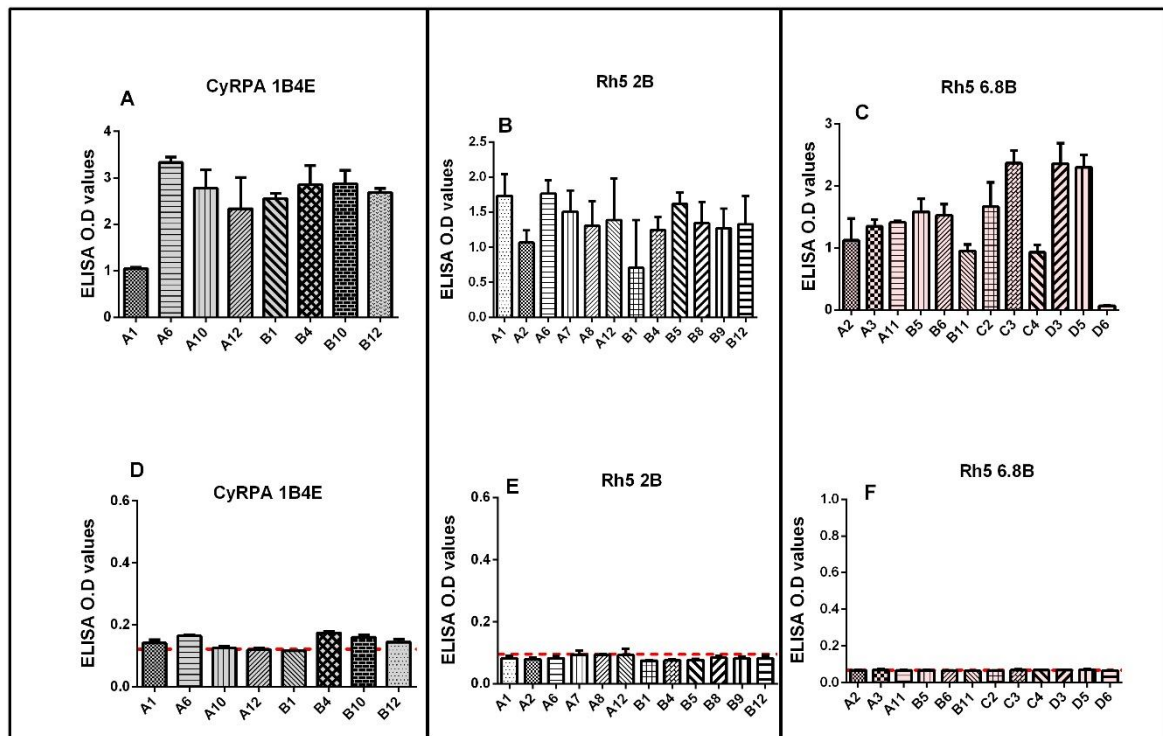 A
CyRPA 1B4E
ELISA O.D values
4
3
2
1
0
A1 A6 A10 A12 B1 B4 B10 B12
B
Rh5 2B
ELISA O.D values
2.5
2.0
1.5
1.0
0.5
0.0
A1 A2 A6 A7 A8 A12 B1 B4 B5 B8 B9 B12
C
Rh5 6.8B
ELISA O.D values
3
2
1
0
A2 A3 A11 B5 B6 B11 C2 C3 C4 D3 D5 D6
D
CyRPA 1B4E
ELISA O.D values
0.6
0.4
0.2
0.0
A1 A6 A10 A12 B1 B4 B10 B12
E
Rh5 2B
ELISA O.D values
0.6
0.4
0.2
0.0
A1 A2 A6 A7 A8 A12 B1 B4 B5 B8 B9 B12
F
Rh5 6.8B
ELISA O.D values
1.0
0.8
0.6
0.4
0.2
0.0
A2 A3 A11 B5 B6 B11 C2 C3 C4 D3 D5 D6